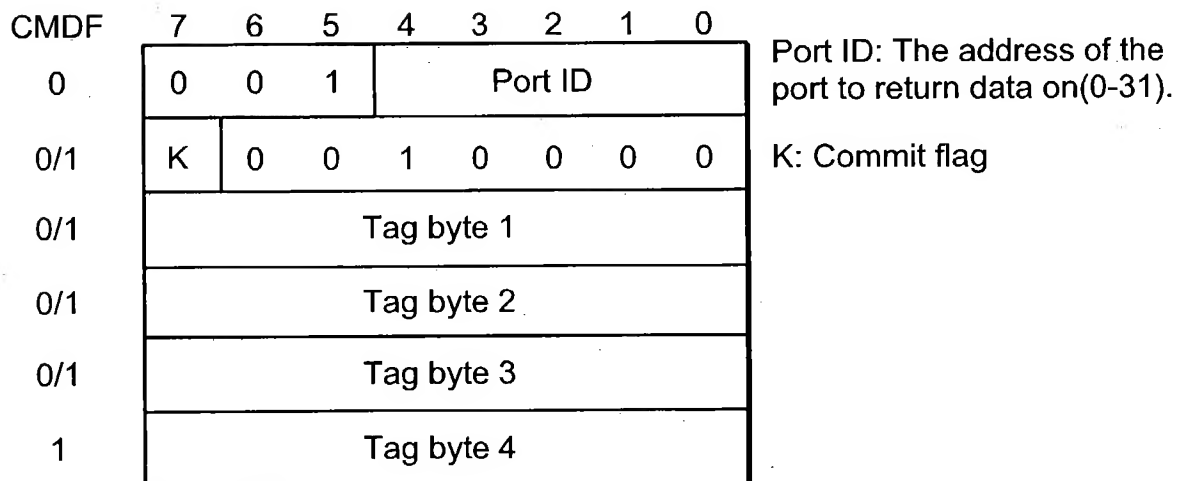 CMDF 7 6 5 4 3 2 1 0
0 0 0 1 Port ID
Port ID: The address of the
port to return data on(0-31).
0/1 K 0 0 1 0 0 0 0
K: Commit flag
0/1 Tag byte 1
0/1 Tag byte 2
0/1 Tag byte 3
1 Tag byte 4